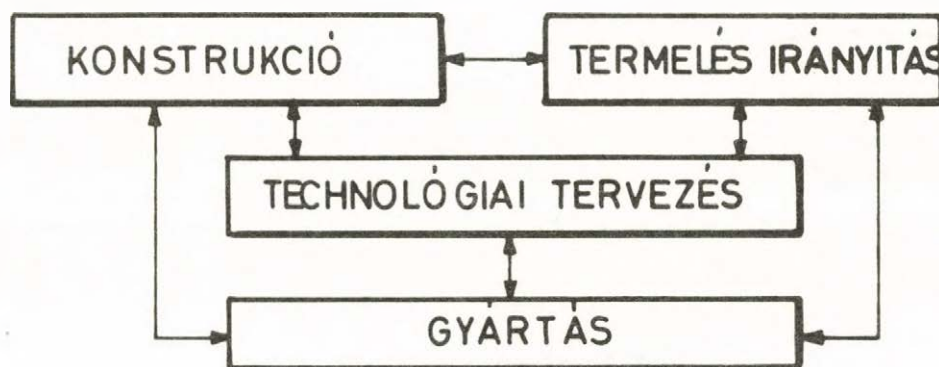 KONSTRUKCIÓ
TERMELÉS IRÁNYITÁS
TECHNOLÓGIAI TERVEZÉS
GYÁRTÁS